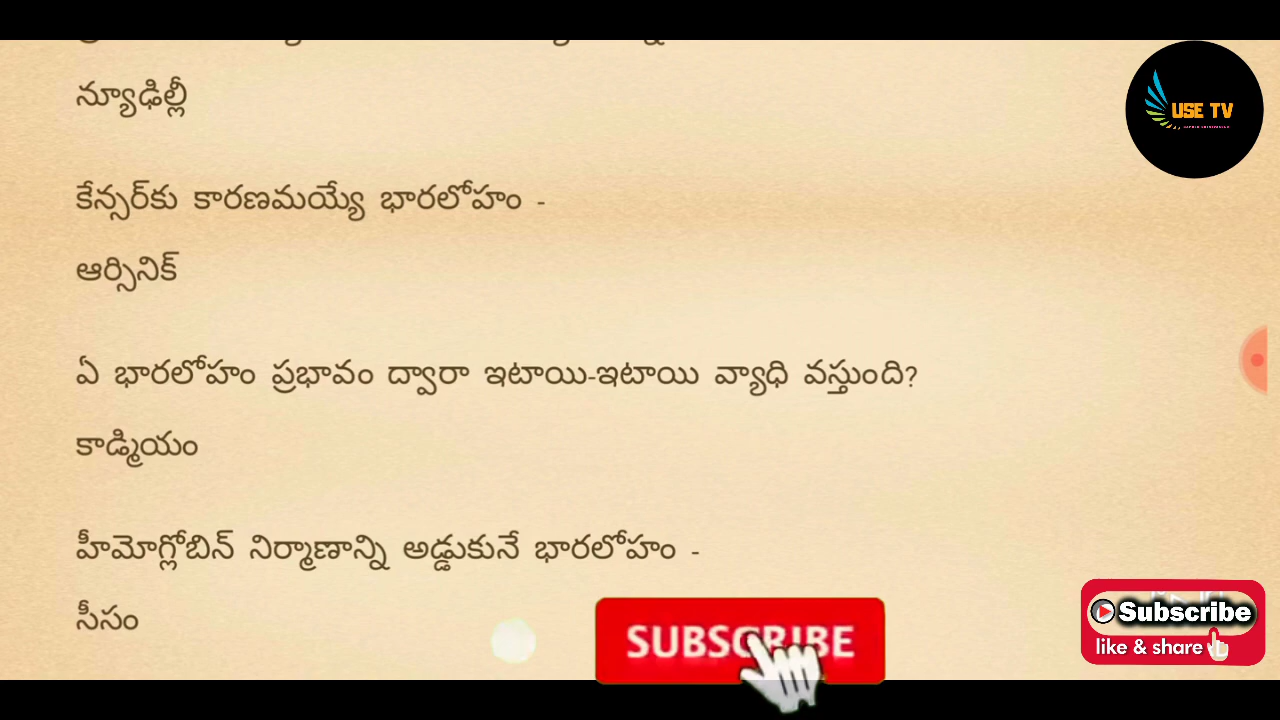 న్యూఢిల్లీ
USE TV
కేన్సర్‌కు కారణమయ్యే భారలోహం -
ఆర్సినిక్
ఏ భారలోహం ప్రభావం ద్వారా ఇటాయి-ఇటాయి వ్యాధి వస్తుంది?
కాడ్మియం
హీమోగ్లోబిన్ నిర్మాణాన్ని అడ్డుకునే భారలోహం -
సీసం
SUBSCRIBE
Subscribe
like & share